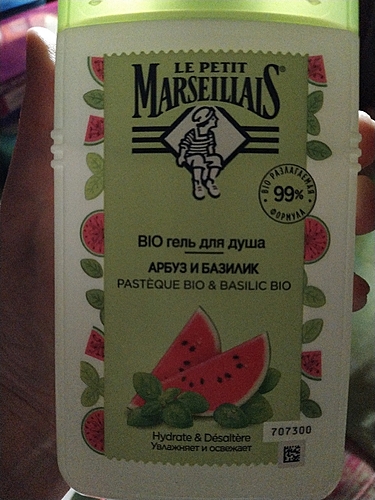 LE PETIT
MARSEILLAIS®
BIO РАЗЛАГАЕМАЯ
99%
ФОРМУЛА
BIO гель для душа
АРБУЗ И БАЗИЛИК
PASTÈQUE BIO & BASILIC BIO
Hydrate & Désaltère
Увлажняет и освежает
707300